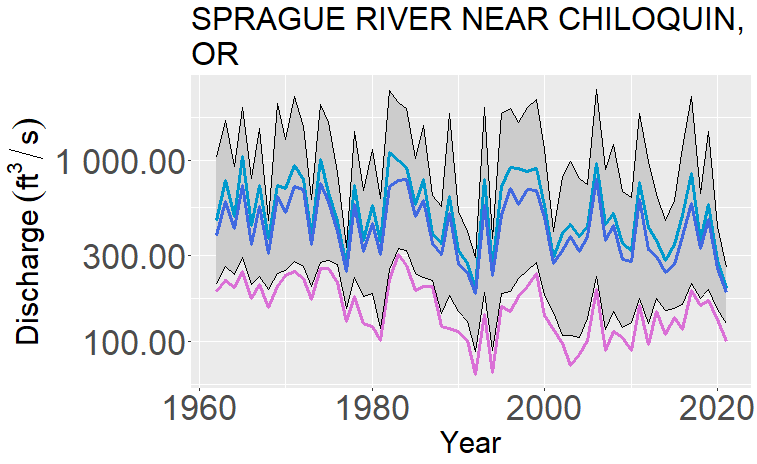 SPRAGUE RIVER NEAR CHILOQUIN,
OR
Discharge (ft³/s)
1 000.00
300.00
100.00
1960 1980 2000 2020
Year